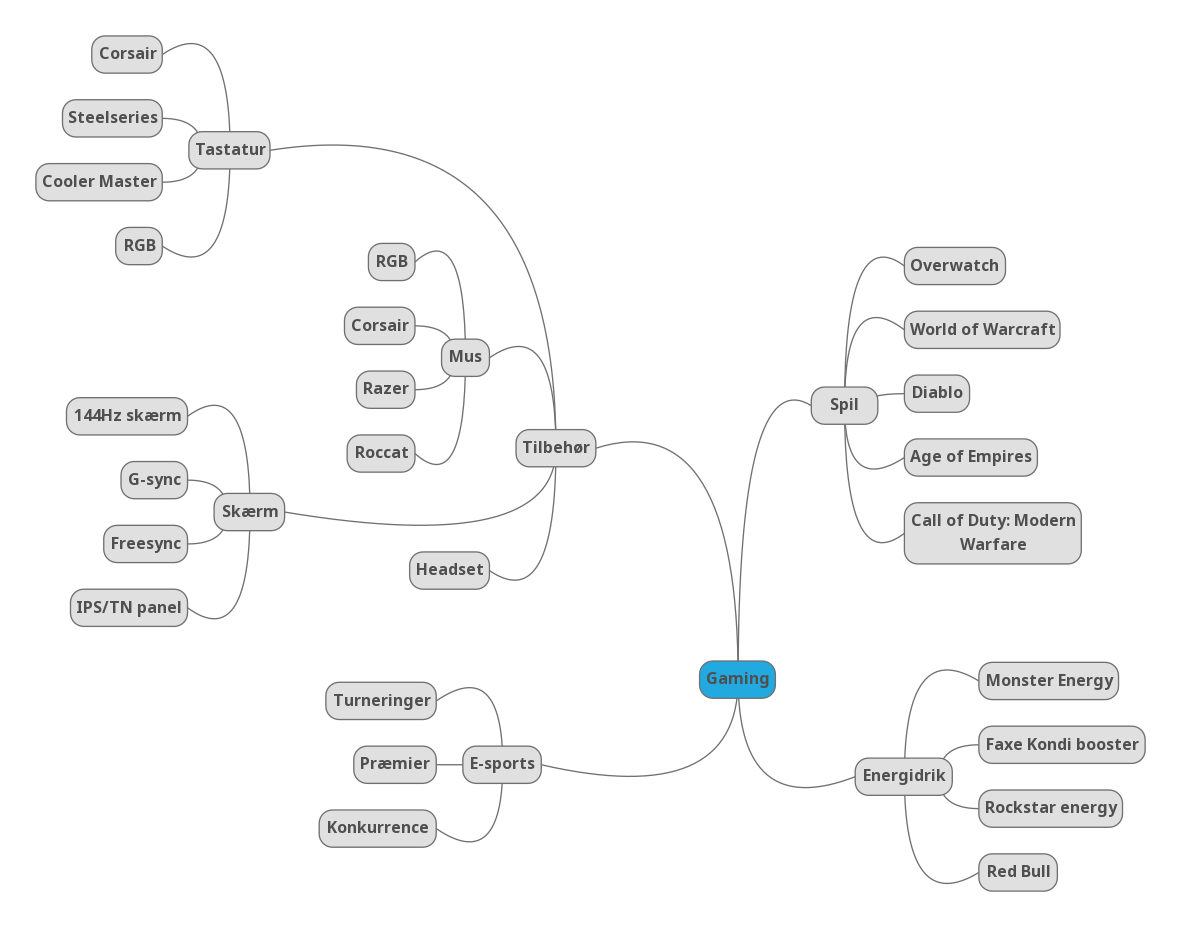 Gaming
Tilbehør
Tastatur
Corsair
Steelseries
Cooler Master
RGB
Mus
RGB
Corsair
Razer
Roccat
Skærm
144Hz skærm
G-sync
Freesync
IPS/TN panel
Headset
E-sports
Turneringer
Præmier
Konkurrence
Spil
Overwatch
World of Warcraft
Diablo
Age of Empires
Call of Duty: Modern
Warfare
Energidrik
Monster Energy
Faxe Kondi booster
Rockstar energy
Red Bull